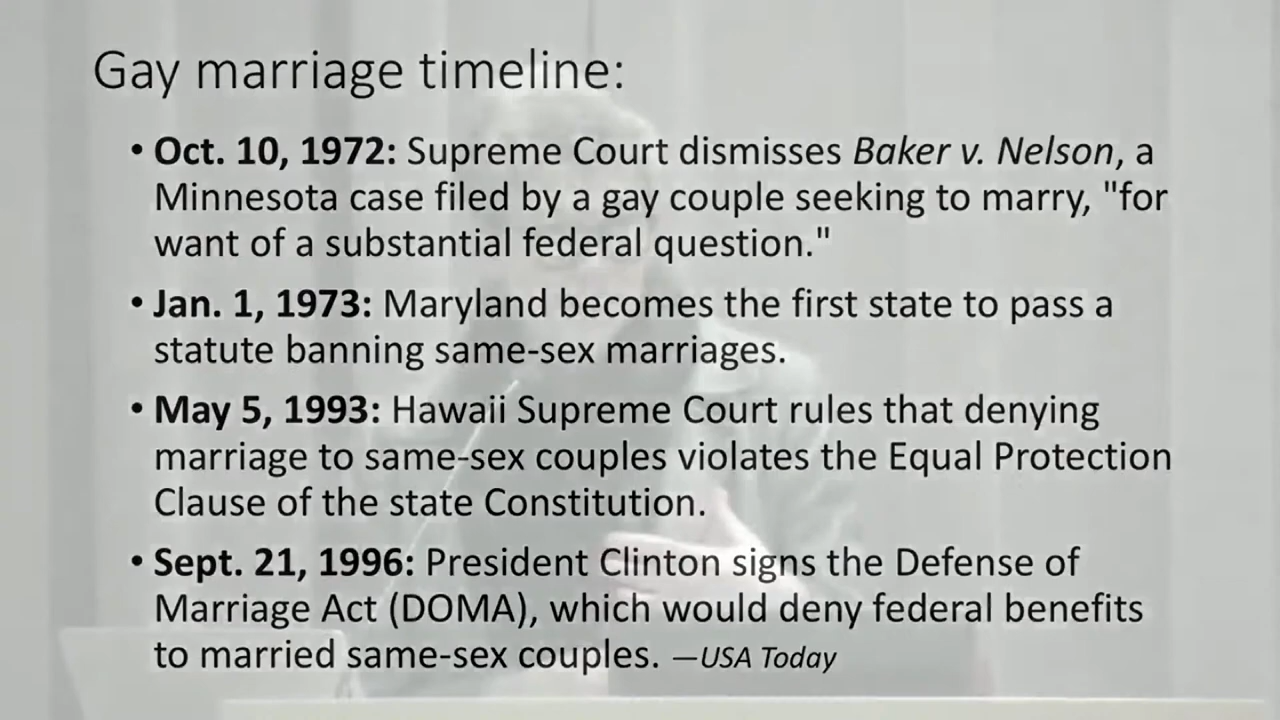 Gay marriage timeline:
• Oct. 10, 1972: Supreme Court dismisses Baker v. Nelson, a
Minnesota case filed by a gay couple seeking to marry, "for
want of a substantial federal question."
• Jan. 1, 1973: Maryland becomes the first state to pass a
statute banning same-sex marriages.
• May 5, 1993: Hawaii Supreme Court rules that denying
marriage to same-sex couples violates the Equal Protection
Clause of the state Constitution.
• Sept. 21, 1996: President Clinton signs the Defense of
Marriage Act (DOMA), which would deny federal benefits
to married same-sex couples. —USA Today